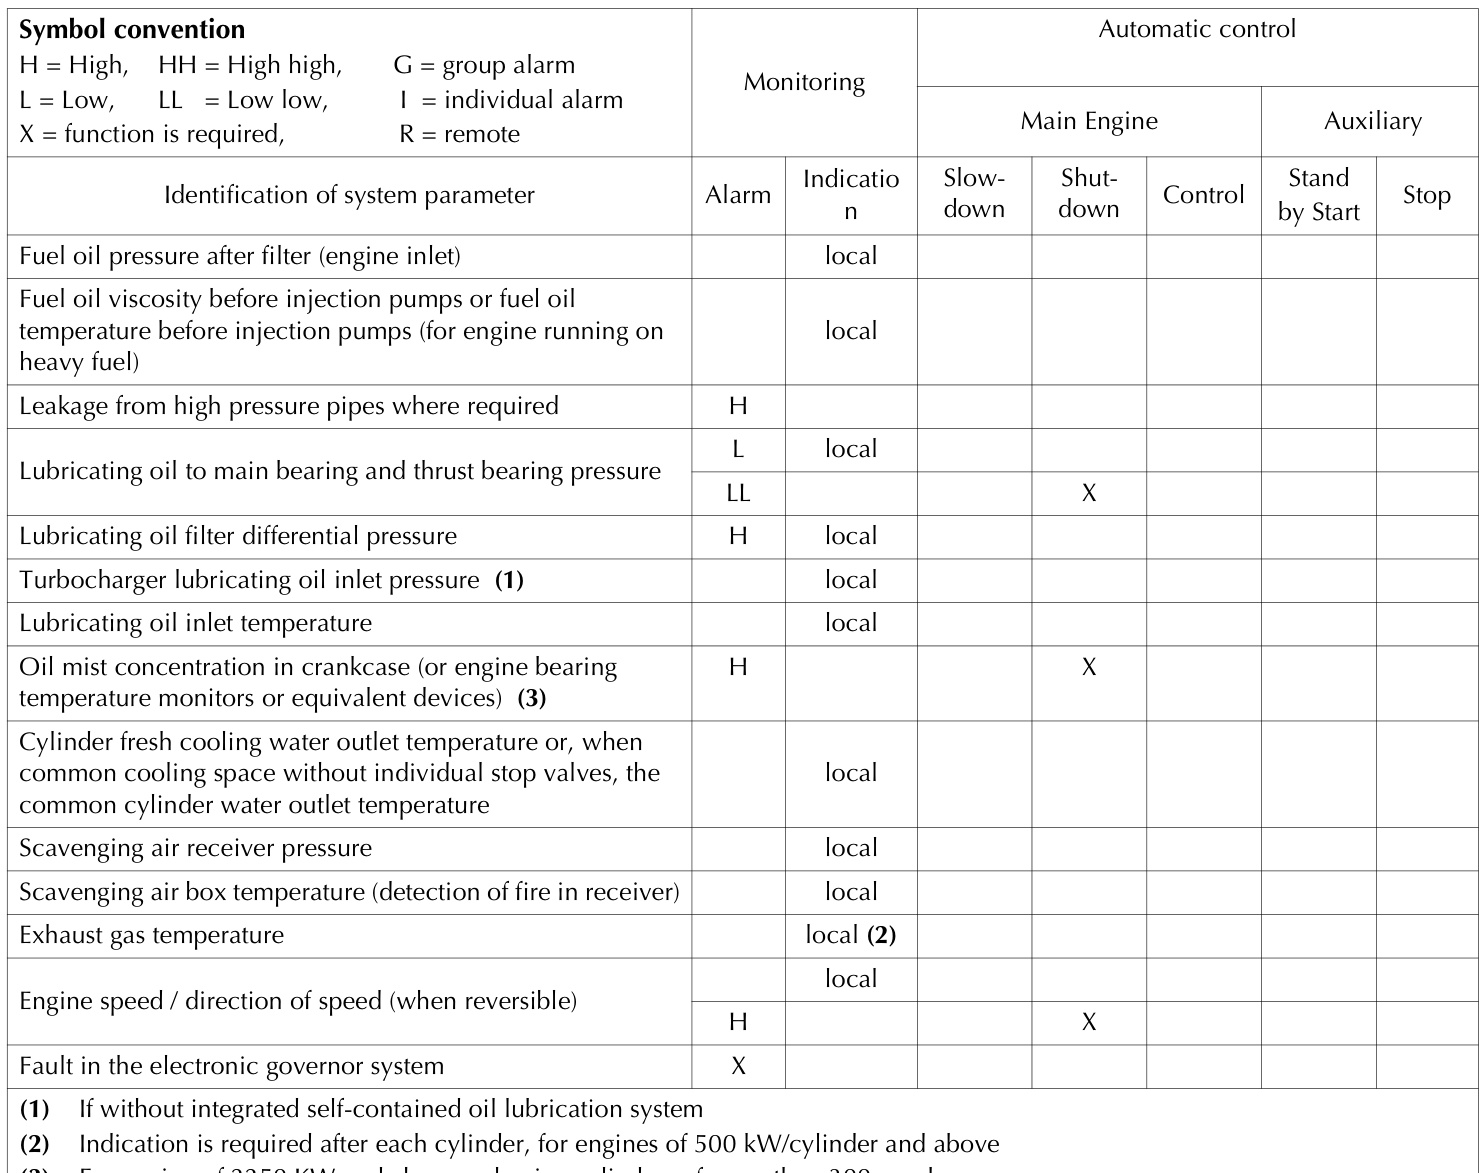 Symbol convention
H = High, HH = High high, G = group alarm
L = Low, LL = Low low, I = individual alarm
X = function is required, R = remote
Monitoring
Automatic control
Main Engine
Auxiliary
Identification of system parameter
Alarm
Indicatio
n
Slow-
down
Shut-
down
Control
Stand
by Start
Stop
Fuel oil pressure after filter (engine inlet)
local
Fuel oil viscosity before injection pumps or fuel oil
temperature before injection pumps (for engine running on
heavy fuel)
local
Leakage from high pressure pipes where required
H
Lubricating oil to main bearing and thrust bearing pressure
L
local
LL
X
Lubricating oil filter differential pressure
H
local
Turbocharger lubricating oil inlet pressure (1)
local
Lubricating oil inlet temperature
local
Oil mist concentration in crankcase (or engine bearing
temperature monitors or equivalent devices) (3)
H
X
Cylinder fresh cooling water outlet temperature or, when
common cooling space without individual stop valves, the
common cylinder water outlet temperature
local
Scavenging air receiver pressure
local
Scavenging air box temperature (detection of fire in receiver)
local
Exhaust gas temperature
local (2)
Engine speed / direction of speed (when reversible)
local
H
X
Fault in the electronic governor system
X
(1) If without integrated self-contained oil lubrication system
(2) Indication is required after each cylinder, for engines of 500 kW/cylinder and above